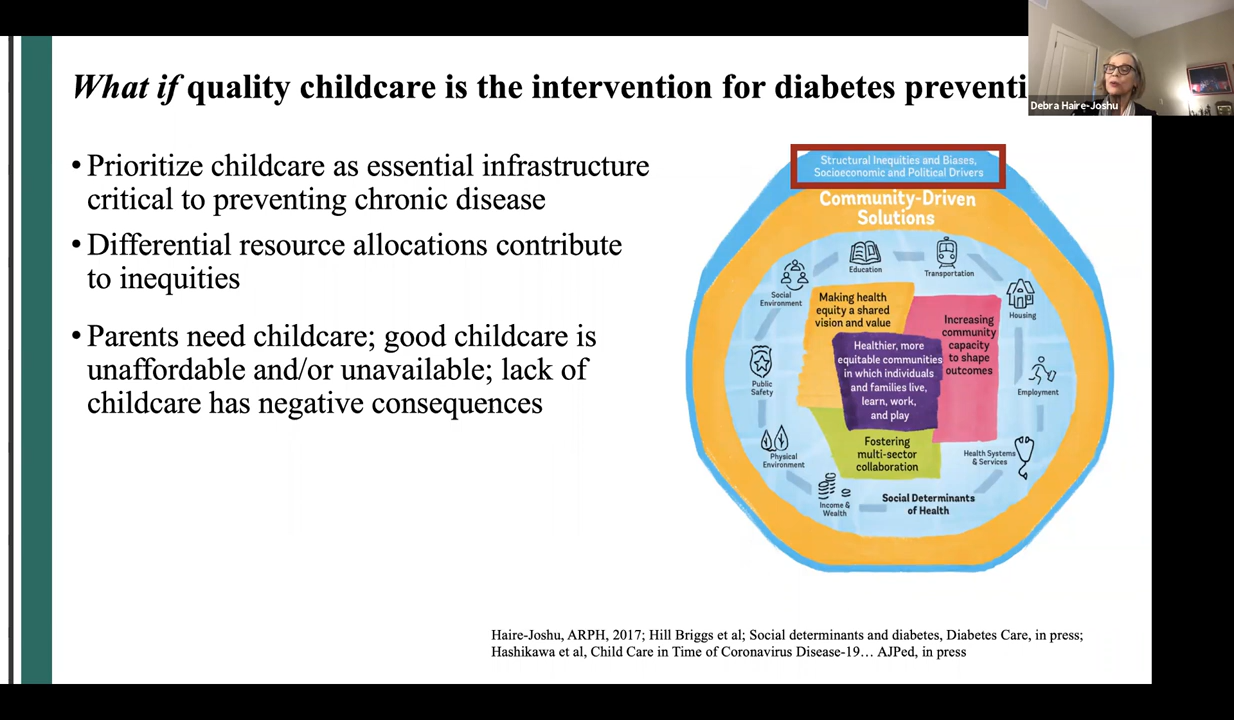 What if quality childcare is the intervention for diabetes preventi
Debra Haire-Joshu
• Prioritize childcare as essential infrastructure
critical to preventing chronic disease
• Differential resource allocations contribute
to inequities
• Parents need childcare; good childcare is
unaffordable and/or unavailable; lack of
childcare has negative consequences
Structural Inequities and Biases,
Socioeconomic and Political Drivers
Community-Driven
Solutions
Education
Transportation
Social
Environment
Housing
Making health
equity a shared
vision and value
Increasing
community
capacity
to shape
outcomes
Healthier, more
equitable communities
in which individuals
and families live,
learn, work,
and play
Public
Safety
Employment
Fostering
multi-sector
collaboration
Physical
Environment
Health Systems
& Services
Income &
Wealth
Social Determinants
of Health
Haire-Joshu, ARPH, 2017; Hill Briggs et al; Social determinants and diabetes, Diabetes Care, in press;
Hashikawa et al, Child Care in Time of Coronavirus Disease-19… AJPed, in press